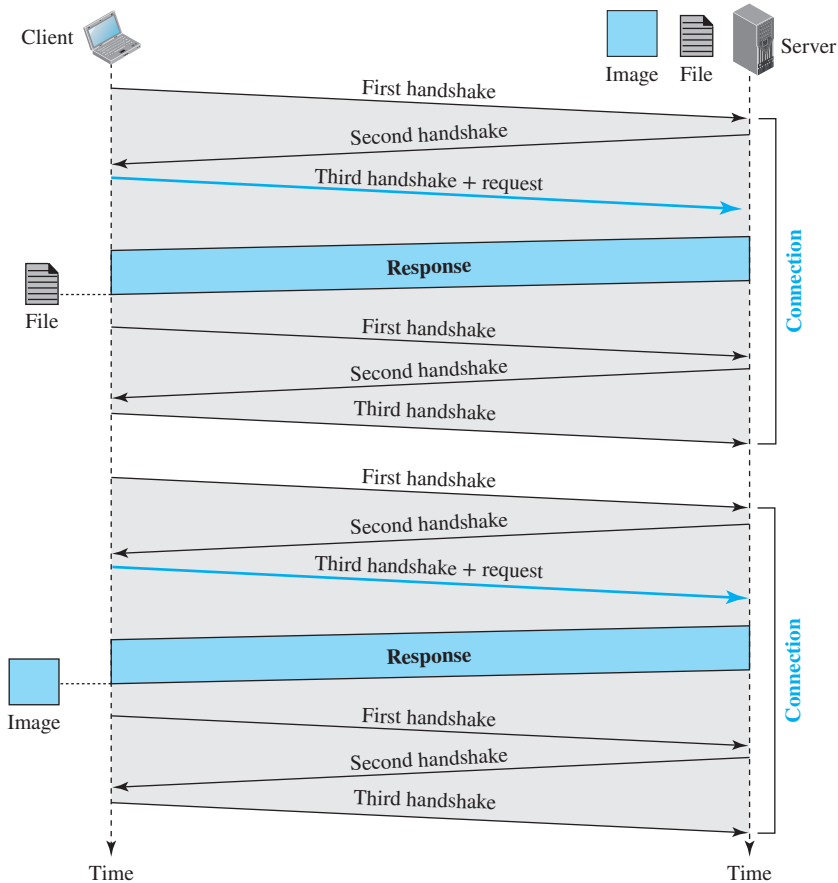 Client
Image
File
Server
First handshake
Second handshake
Third handshake + request
Response
File
First handshake
Second handshake
Third handshake
Connection
First handshake
Second handshake
Third handshake + request
Response
Image
First handshake
Second handshake
Third handshake
Connection
Time
Time